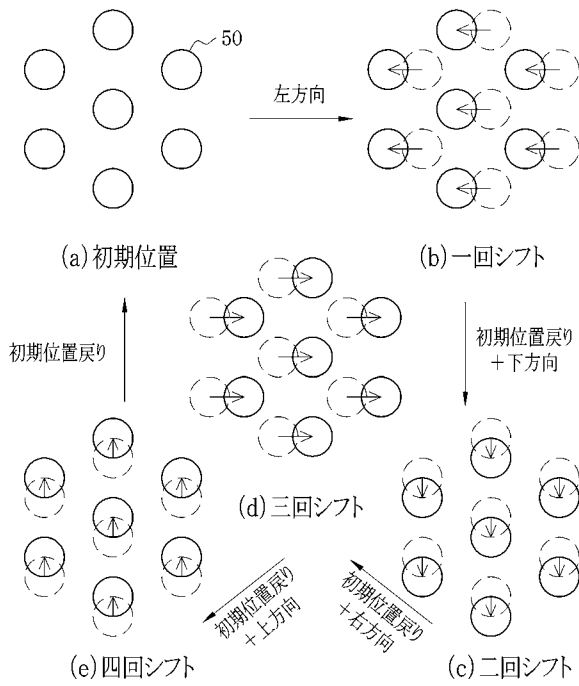 50
左方向
(a)初期位置
(b)一回シフト
初期位置戻り
初期位置戻り
＋下方向
(d)三回シフト
初期位置戻り
＋上方向
初期位置戻り
＋右方向
(e)四回シフト
(c)二回シフト